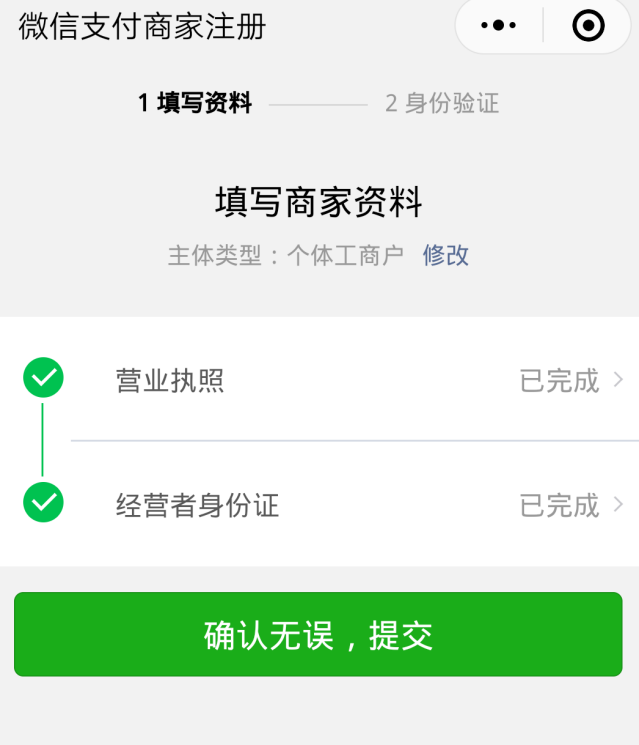 微信支付商家注册
1 填写资料
2 身份验证
填写商家资料
主体类型：个体工商户 修改
营业执照 已完成
经营者身份证 已完成
确认无误，提交